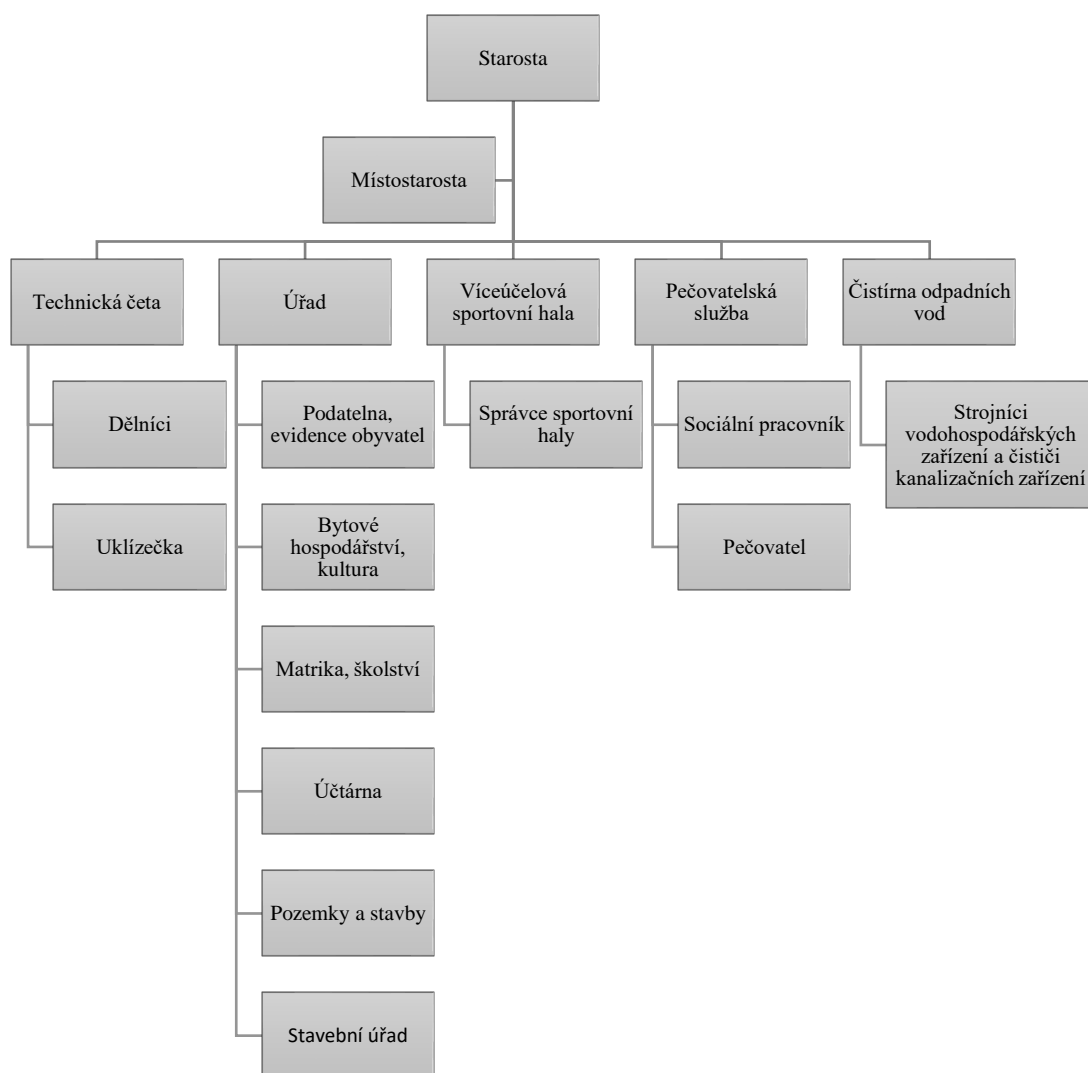 Starosta
Místostarosta
Technická četa
Úřad
Víceúčelová
sportovní hala
Pečovatelská
služba
Čistírna odpadních
vod
Dělníci
Uklízečka
Podatelna,
evidence obyvatel
Bytové
hospodářství,
kultura
Matrika, školství
Účtárna
Pozemky a stavby
Stavební úřad
Správce sportovní
haly
Sociální pracovník
Pečovatel
Strojníci
vodohospodářských
zařízení a čističi
kanalizačních zařízení